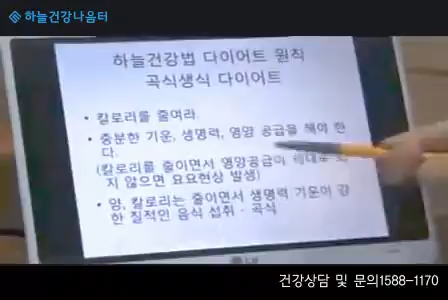 하늘건강나눔터
하늘건강법 다이어트 원칙
곡식생식 다이어트
• 칼로리를 줄여라.
• 충분한 기운, 생명력, 영양 공급을 해야 한
다.
(칼로리를 줄이면서 영양공급이
지 않으면 요요현상 발생)
• 양, 칼로리는 줄이면서 생명력 기운이 강
한 질적인 음식 섭취 - 곡식
건강상담 및 문의1588-1170